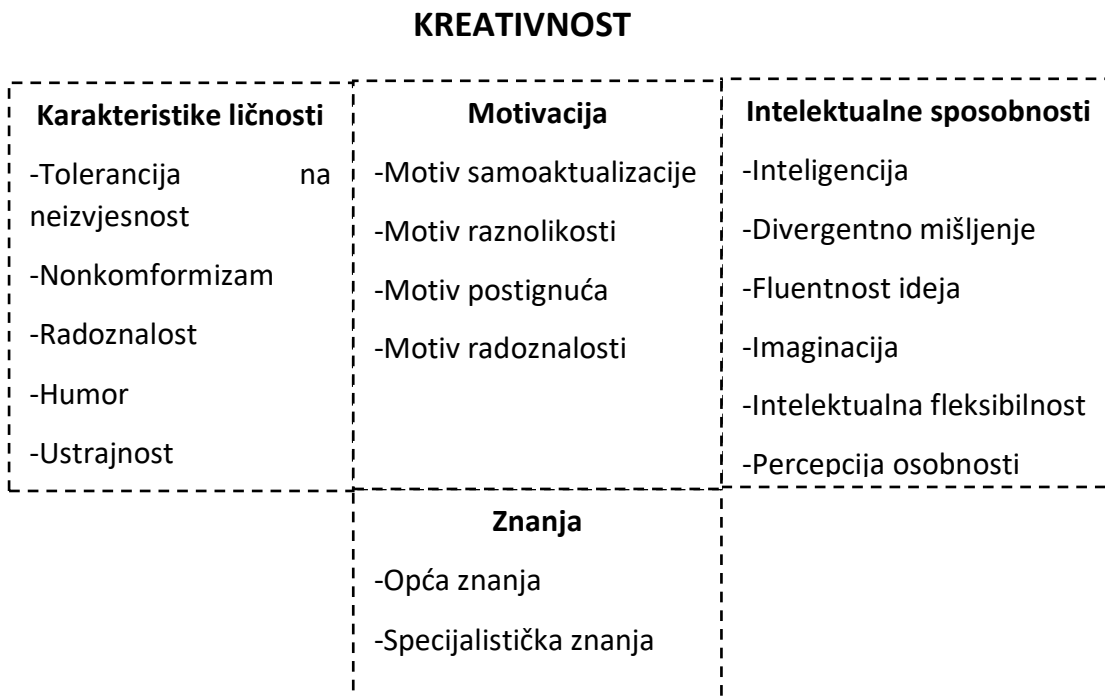 KREATIVNOST
Karakteristike ličnosti
-Tolerancija na
neizvjesnost
-Nonkomformizam
-Radoznalost
-Humor
-Ustrajnost
Motivacija
-Motiv samoaktualizacije
-Motiv raznolikosti
-Motiv postignuća
-Motiv radoznalosti
Intelektualne sposobnosti
-Inteligencija
-Divergentno mišljenje
-Fluentnost ideja
-Imaginacija
-Intelektualna fleksibilnost
-Percepcija osobnosti
Znanja
-Opća znanja
-Specijalistička znanja